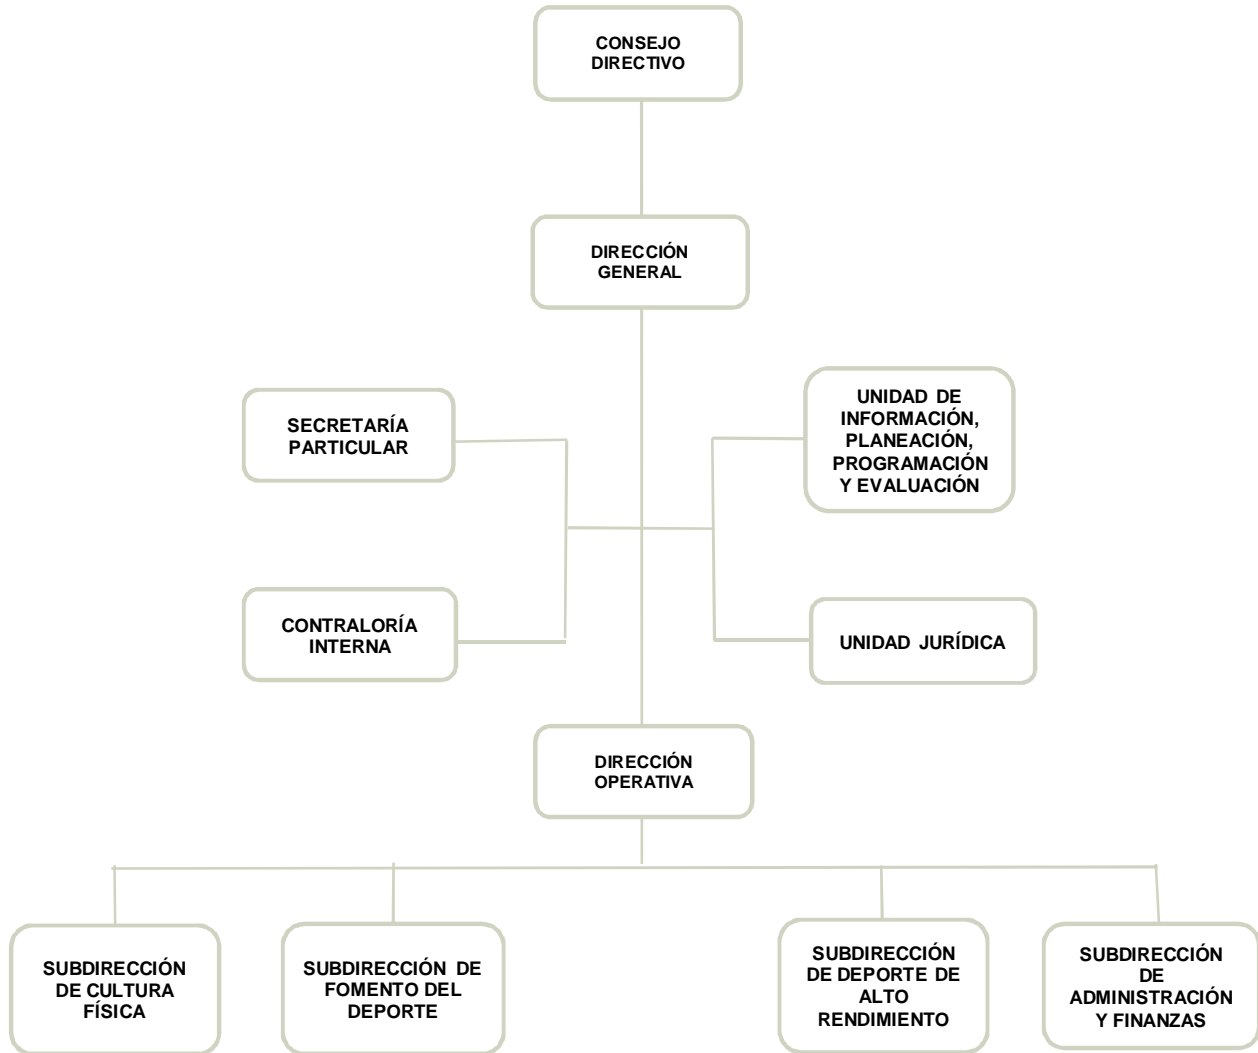 CONSEJO
DIRECTIVO
DIRECCIÓN
GENERAL
SECRETARÍA
PARTICULAR
UNIDAD DE
INFORMACIÓN,
PLANEACIÓN,
PROGRAMACIÓN
Y EVALUACIÓN
CONTRALORÍA
INTERNA
UNIDAD JURÍDICA
DIRECCIÓN
OPERATIVA
SUBDIRECCIÓN
DE CULTURA
FÍSICA
SUBDIRECCIÓN DE
FOMENTO DEL
DEPORTE
SUBDIRECCIÓN
DE DEPORTE DE
ALTO
RENDIMIENTO
SUBDIRECCIÓN
DE
ADMINISTRACIÓN
Y FINANZAS